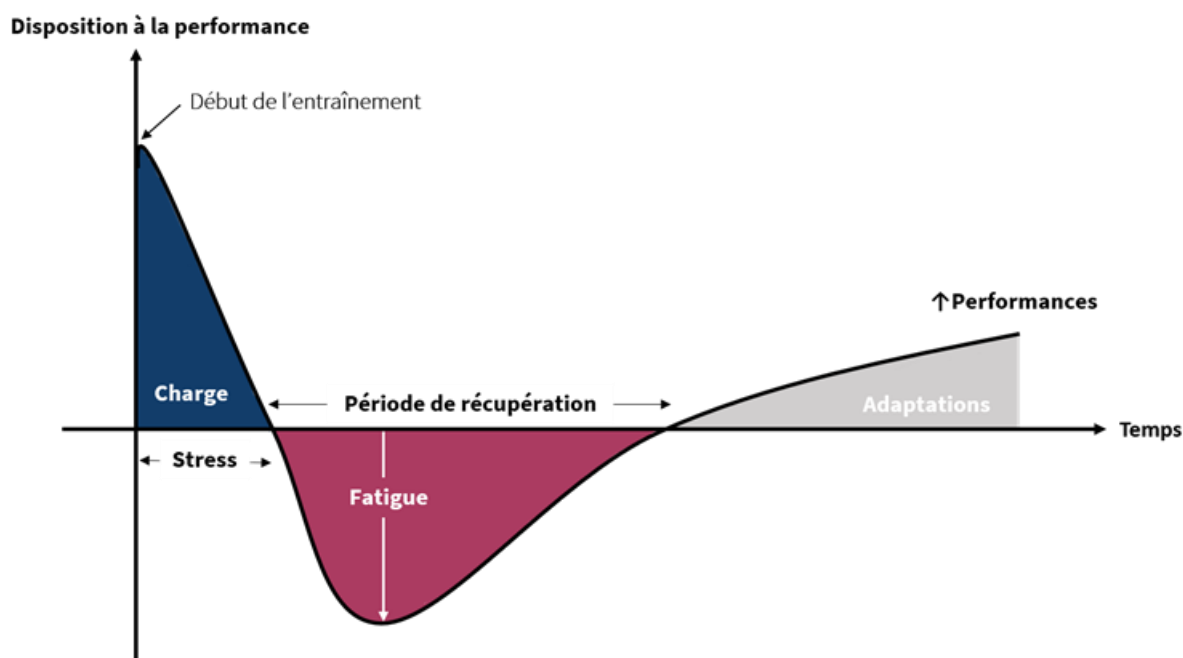 Disposition à la performance
Début de l'entraînement
↑Performances
Charge
Période de récupération
Adaptations
Temps
Stress
Fatigue